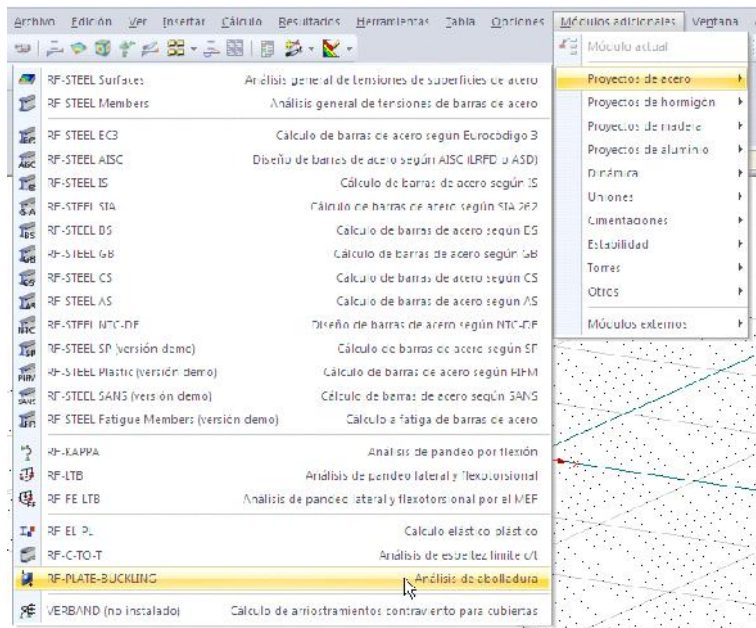 Archivo Edición Ver Insertar Cálculo Resultados Herramientas Tabla Opciones Módulos adicionales Ventana
Módulo actual
Proyectos de acero
Proyectos de hormigón
Proyectos de madera
Proyectos de aluminio
Dinámica
Uniones
Cimentaciones
Estabilidad
Torres
Otros
Módulos externos
RF-STEEL Surfaces Análisis general de tensiones de superficies de acero
RF-STEEL Members Análisis general de tensiones de barras de acero
RF-STEEL EC3 Cálculo de barras de acero según Eurocódigo 3
RF-STEEL AISC Diseño de barras de acero según AISC (LRFD o ASD)
RF-STEEL IS Cálculo de barras de acero según IS
RF-STEEL SIA Cálculo de barras de acero según SIA 262
RF-STEEL BS Cálculo de barras de acero según BS
RF-STEEL GB Cálculo de barras de acero según GB
RF-STEEL CS Cálculo de barras de acero según CS
RF-STEEL AS Cálculo de barras de acero según AS
RF-STEEL NTC-DF Diseño de barras de acero según NTC-DF
RF-STEEL SP (versión demo) Cálculo de barras de acero según SP
RF-STEEL Plastic (versión demo) Cálculo de barras de acero según PIFM
RF-STEEL SANS (versión demo) Cálculo de barras de acero según SANS
RF-STEEL Fatigue Members (versión demo) Cálculo a fatiga de barras de acero
RF-KAPPA Análisis de pandeo por flexión
RF-LTB Análisis de pandeo lateral y flexotorsional
RF-FE-LTB Análisis de pandeo lateral y flexotorsional por el MEF
RF-EL-PL Cálculo elástico-plástico
RF-C-TO-T Análisis de esbeltez límite c/t
RF-PLATE-BUCKLING Análisis de abolladura
VERBAND (no instalado) Cálculo de arriostramientos contraviento para cubiertas